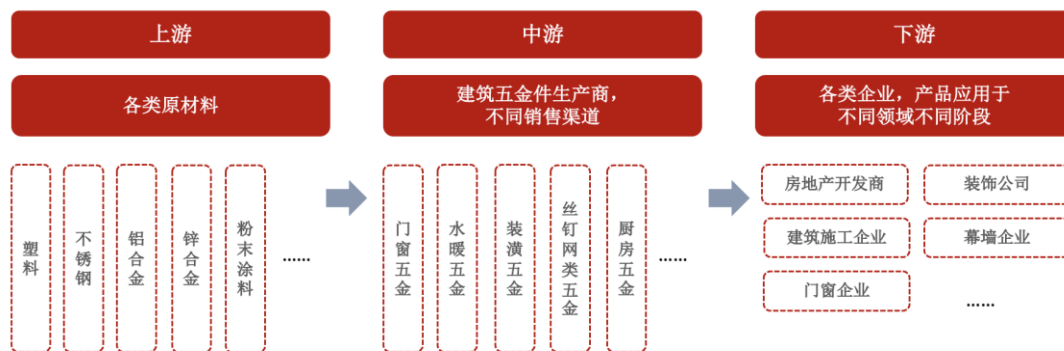 上游
中游
下游
各类原材料
建筑五金件生产商,
不同销售渠道
各类企业，产品应用于
不同领域不同阶段
塑料
不锈钢
铝合金
锌合金
粉末涂料
......
门窗五金
水暖五金
装潢五金
丝钉网类五金
厨房五金
......
房地产开发商
装饰公司
建筑施工企业
幕墙企业
门窗企业
......